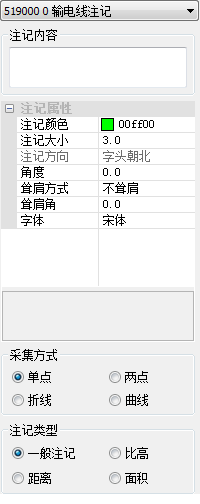 519000 0 输电线注记
注记内容
注记属性
注记颜色 00ff00
注记大小 3.0
注记方向 字头朝北
角度 0.0
耸肩方式 不耸肩
耸肩角 0.0
字体 宋体
采集方式
单点 两点
折线 曲线
注记类型
一般注记 比高
距离 面积